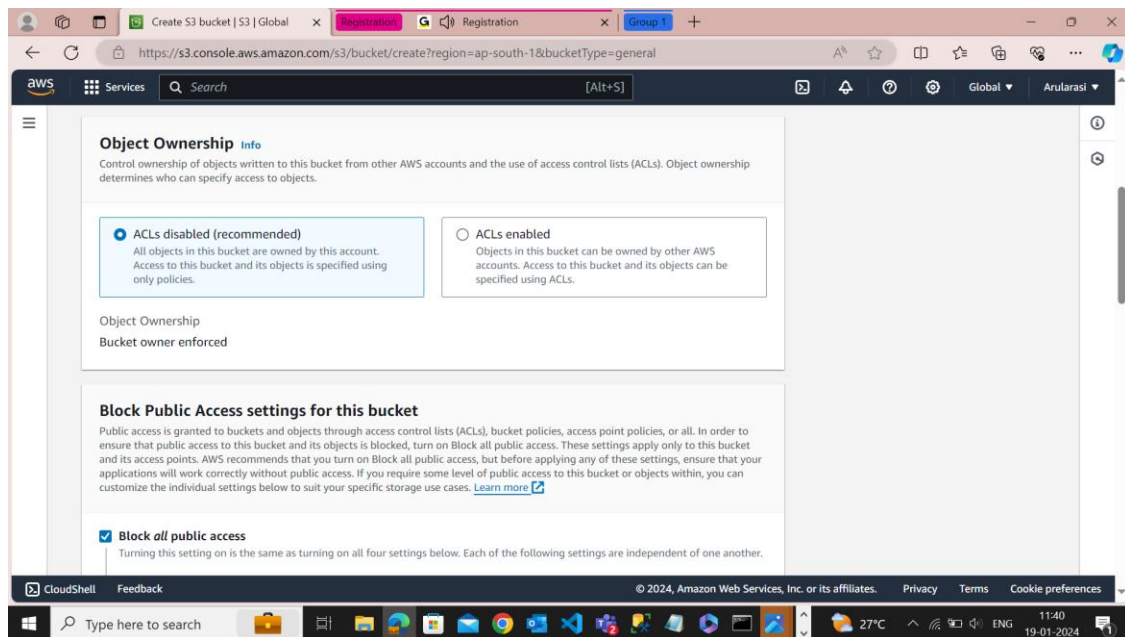 Create S3 bucket | S3 | Global
Registration
G
Registration
Group 1
https://s3.console.aws.amazon.com/s3/bucket/create?region=ap-south-1&bucketType=general
aws
Services
Search
[Alt+S]
Global
Arularasi
Object Ownership Info
Control ownership of objects written to this bucket from other AWS accounts and the use of access control lists (ACLs). Object ownership
determines who can specify access to objects.
ACLs disabled (recommended)
All objects in this bucket are owned by this account.
Access to this bucket and its objects is specified using
only policies.
ACLs enabled
Objects in this bucket can be owned by other AWS
accounts. Access to this bucket and its objects can be
specified using ACLs.
Object Ownership
Bucket owner enforced
Block Public Access settings for this bucket
Public access is granted to buckets and objects through access control lists (ACLs), bucket policies, access point policies, or all. In order to
ensure that public access to this bucket and its objects is blocked, turn on Block all public access. These settings apply only to this bucket
and its access points. AWS recommends that you turn on Block all public access, but before applying any of these settings, ensure that your
applications will work correctly without public access. If you require some level of public access to this bucket or objects within, you can
customize the individual settings below to suit your specific storage use cases. Learn more
Block all public access
Turning this setting on is the same as turning on all four settings below. Each of the following settings are independent of one another.
CloudShell
Feedback
© 2024, Amazon Web Services, Inc. or its affiliates.
Privacy
Terms
Cookie preferences
Type here to search
27°C
ENG
11:40
19-01-2024